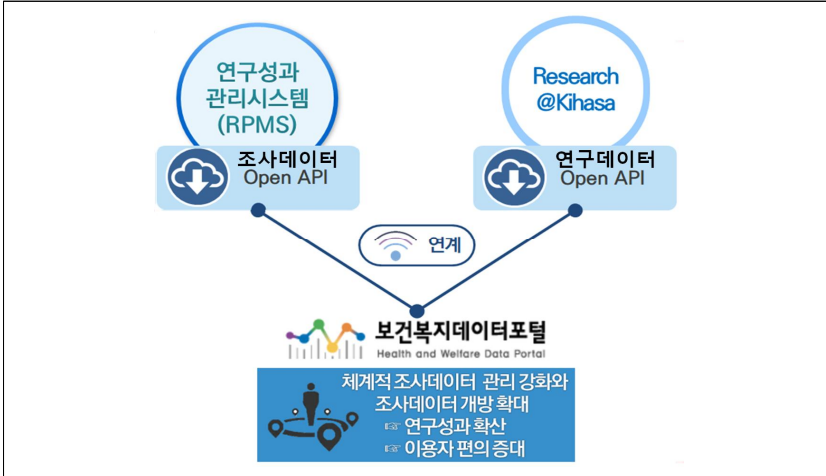 연구성과
관리시스템
(RPMS)
조사데이터
Open API
Research
@Kihasa
연구데이터
Open API
연계
보건복지데이터포털
Health and Welfare Data Portal
체계적 조사데이터 관리 강화와
조사데이터 개방 확대
☞ 연구성과 확산
☞ 이용자 편의 증대